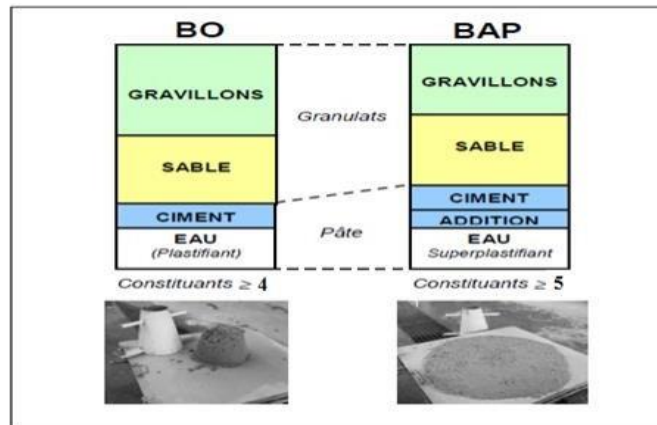 BO
BAP
GRAVILLONS
Granulats
GRAVILLONS
SABLE
SABLE
CIMENT
CIMENT
Pâte
ADDITION
EAU
(Plastifiant)
EAU
Superplastifiant
Constituants ≥ 4
Constituants ≥ 5